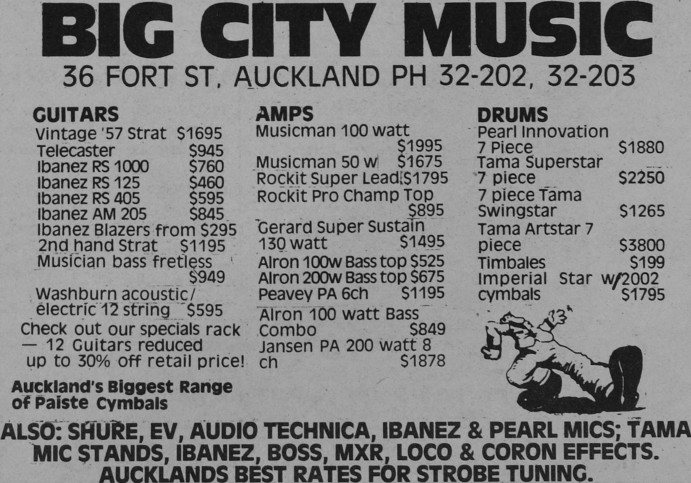 BIG CITY MUSIC
36 FORT ST, AUCKLAND PH 32-202, 32-203
GUITARS
Vintage '57 Strat $1695
Telecaster $945
Ibanez RS 1000 $760
Ibanez RS 125 $460
Ibanez RS 405 $595
Ibanez AM 205 $845
Ibanez Blazers from $295
2nd hand Strat $1195
Musician bass fretless
$949
Washburn acoustic/
electric 12 string $595
Check out our specials rack
— 12 Guitars reduced
up to 30% off retail price!
Auckland's Biggest Range
of Paiste Cymbals
AMPS
Musicman 100 watt
$1995
Musicman 50 w $1675
Rockit Super Lead $1795
Rockit Pro Champ Top
$895
Gerard Super Sustain
130 watt $1495
Alron 100w Bass top $525
Alron 200w Bass top $675
Peavey PA 6ch $1195
Alron 100 watt Bass
Combo $849
Jansen PA 200 watt 8
ch $1878
DRUMS
Pearl Innovation
7 Piece $1880
Tama Superstar
7 piece $2250
7 piece Tama
Swingstar $1265
Tama Artstar 7
piece $3800
Timbales $199
Imperial Star w/2002
cymbals $1795
ALSO: SHURE, EV, AUDIO TECHNICA, IBANEZ & PEARL MICS; TAMA
MIC STANDS, IBANEZ, BOSS, MXR, LOCO & CORON EFFECTS.
AUCKLANDS BEST RATES FOR STROBE TUNING.